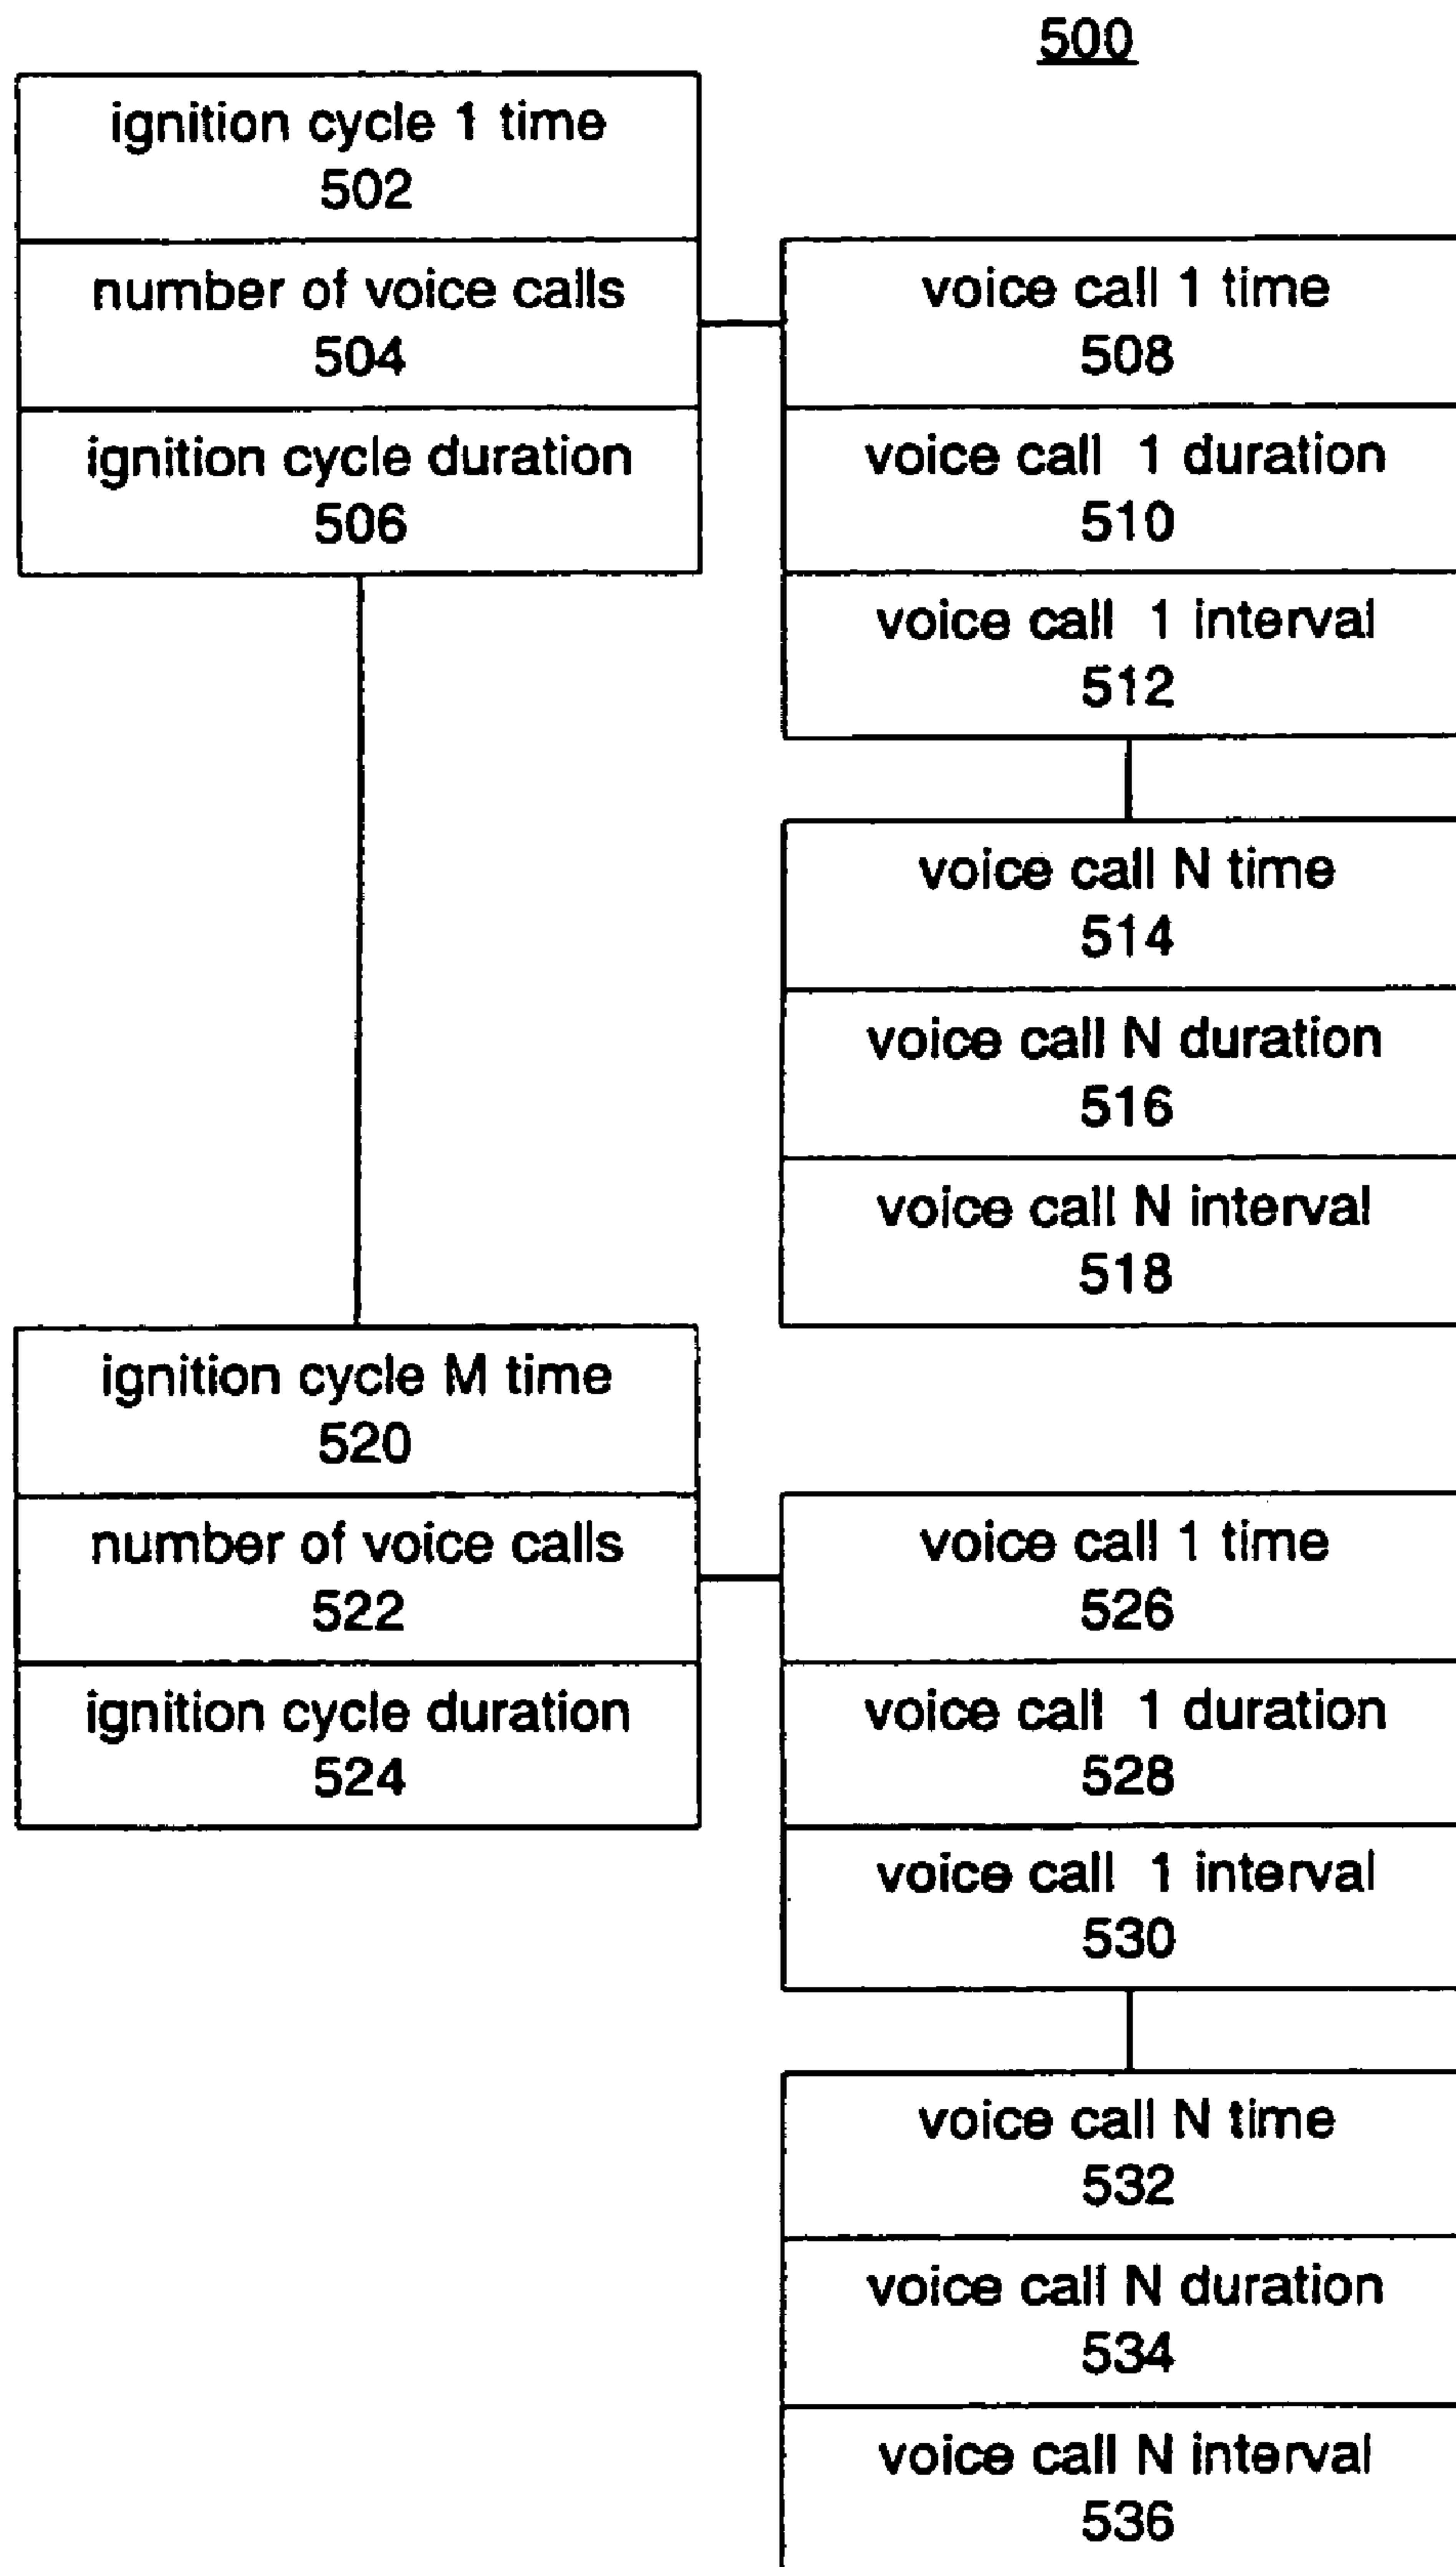 500
ignition cycle 1 time
502
number of voice calls
504
ignition cycle duration
506
voice call 1 time
508
voice call 1 duration
510
voice call 1 interval
512
voice call N time
514
voice call N duration
516
voice call N interval
518
ignition cycle M time
520
number of voice calls
522
ignition cycle duration
524
voice call 1 time
526
voice call 1 duration
528
voice call 1 interval
530
voice call N time
532
voice call N duration
534
voice call N interval
536